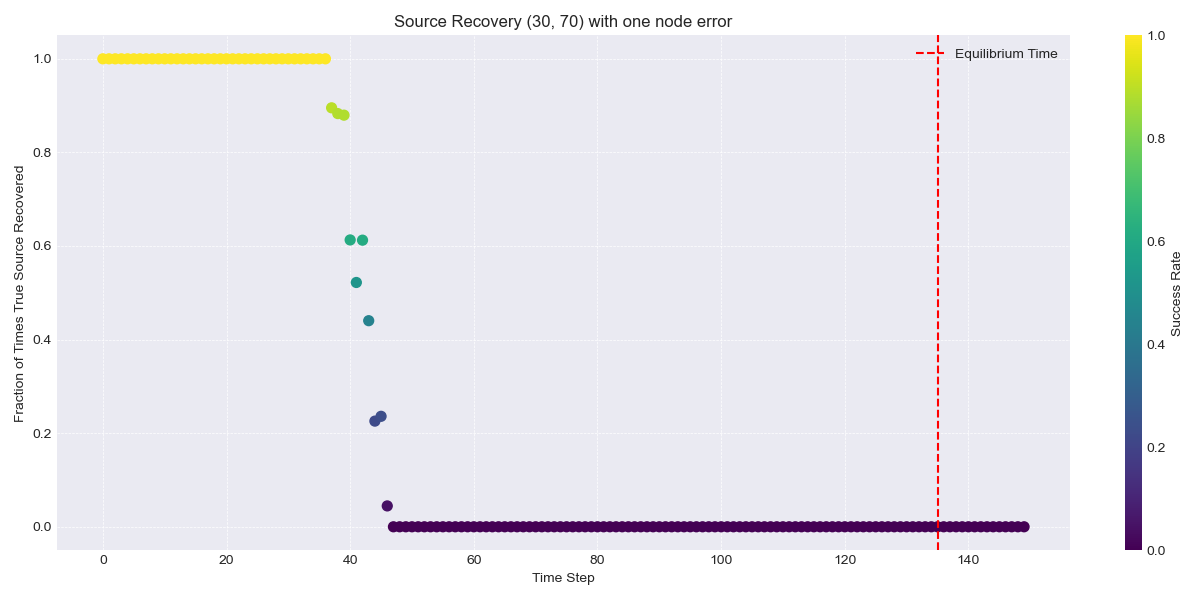 Source Recovery (30, 70) with one node error
Equilibrium Time
Fraction of Times True Source Recovered
1.0
0.8
0.6
0.4
0.2
0.0
0 20 40 60 80 100 120 140
Time Step
1.0
0.8
0.6
0.4
0.2
0.0
Success Rate